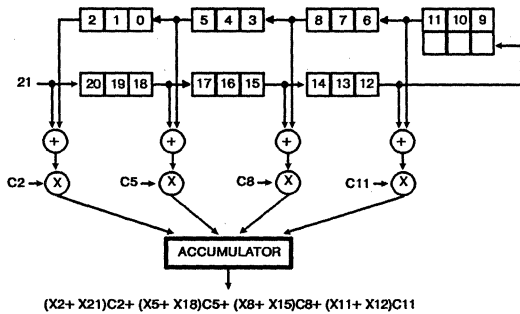 2 1 0 5 4 3 8 7 6 11 10 9
21 20 19 18 17 16 15 14 13 12
+ + + +
C2 X C5 X C8 X C11 X
ACCUMULATOR
(X2+ X21)C2+ (X5+ X18)C5+ (X8+ X15)C8+ (X11+ X12)C11